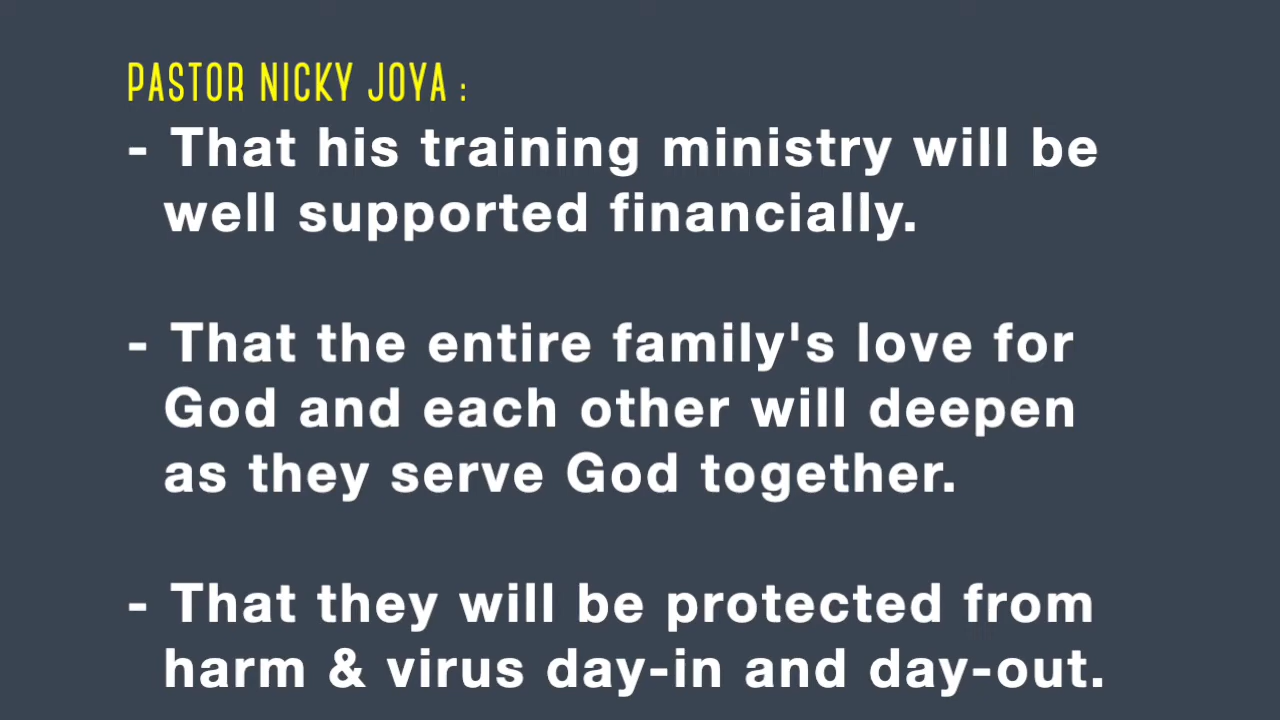 PASTOR NICKY JOYA :
- That his training ministry will be
well supported financially.
- That the entire family's love for
God and each other will deepen
as they serve God together.
- That they will be protected from
harm & virus day-in and day-out.